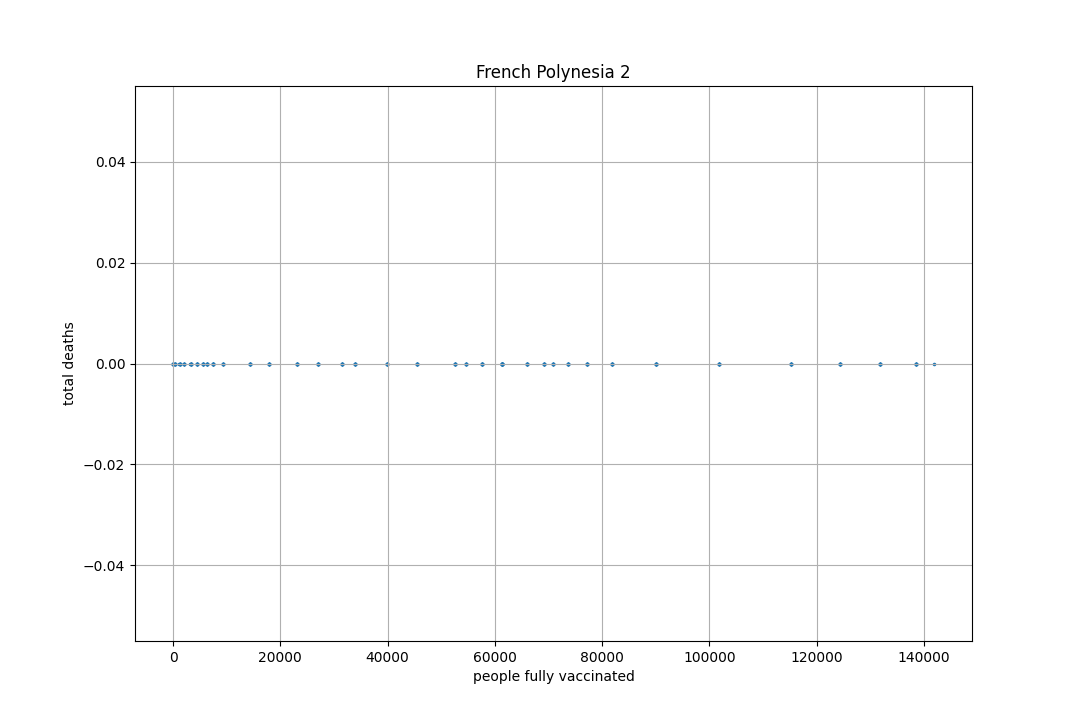 French Polynesia 2
0.04
0.02
0.00
−0.02
−0.04
total deaths
0 20000 40000 60000 80000 100000 120000 140000
people fully vaccinated